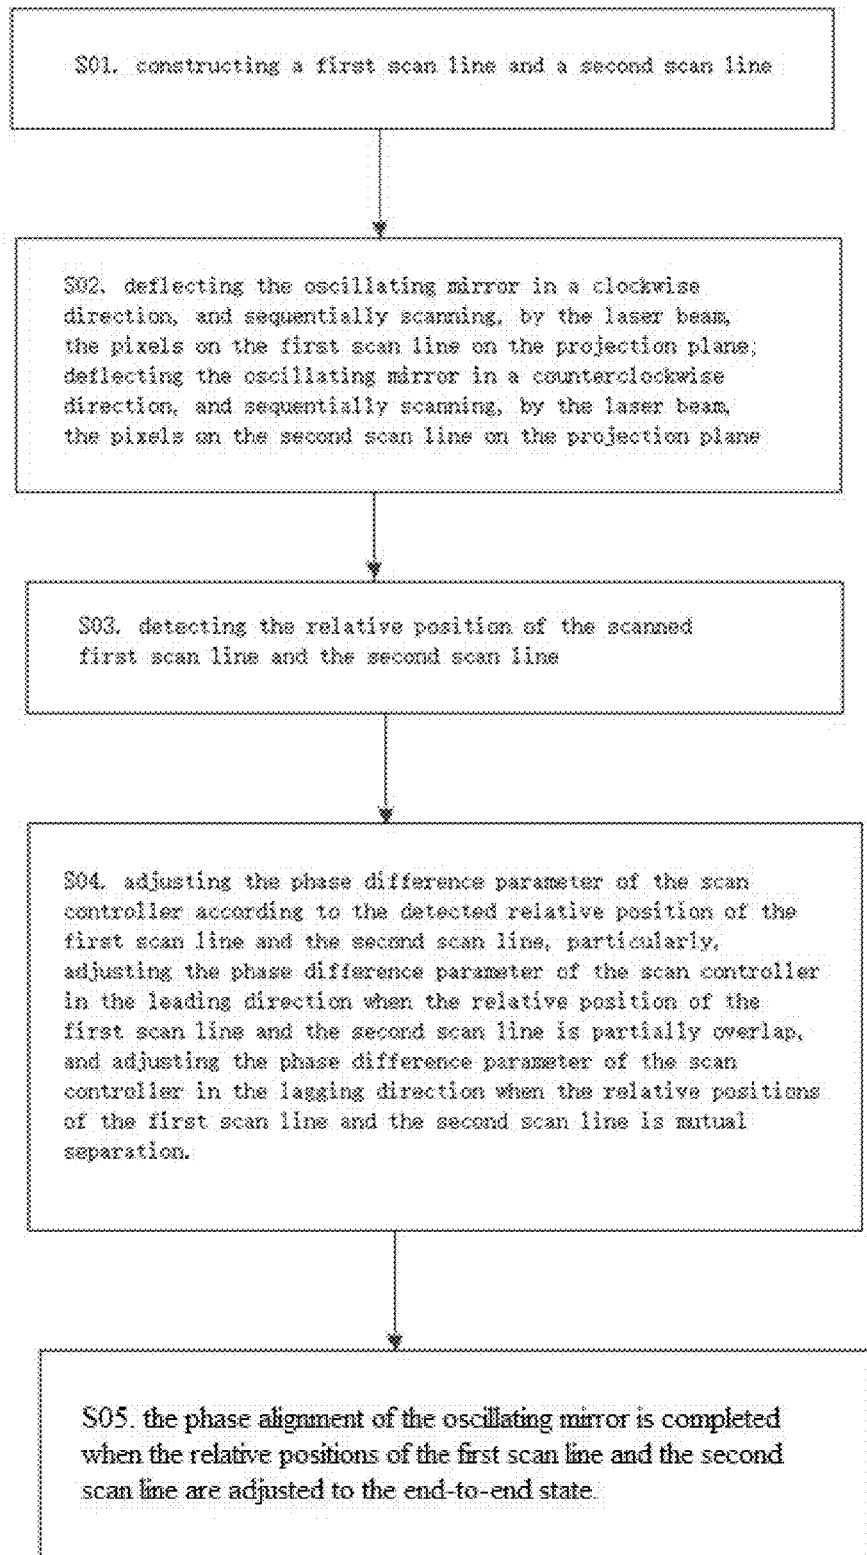 S01. constructing a first scan line and a second scan line
S02. deflecting the oscillating mirror in a clockwise
direction, and sequentially scanning, by the laser beam,
the pixels on the first scan line on the projection plane;
deflecting the oscillating mirror in a counterclockwise
direction, and sequentially scanning, by the laser beam,
the pixels on the second scan line on the projection plane
S03. detecting the relative position of the scanned
first scan line and the second scan line
S04. adjusting the phase difference parameter of the scan
controller according to the detected relative position of the
first scan line and the second scan line, particularly,
adjusting the phase difference parameter of the scan controller
in the leading direction when the relative position of the
first scan line and the second scan line is partially overlap,
and adjusting the phase difference parameter of the scan
controller in the lagging direction when the relative positions
of the first scan line and the second scan line is mutual
separation.
S05. the phase alignment of the oscillating mirror is completed
when the relative positions of the first scan line and the second
scan line are adjusted to the end-to-end state.